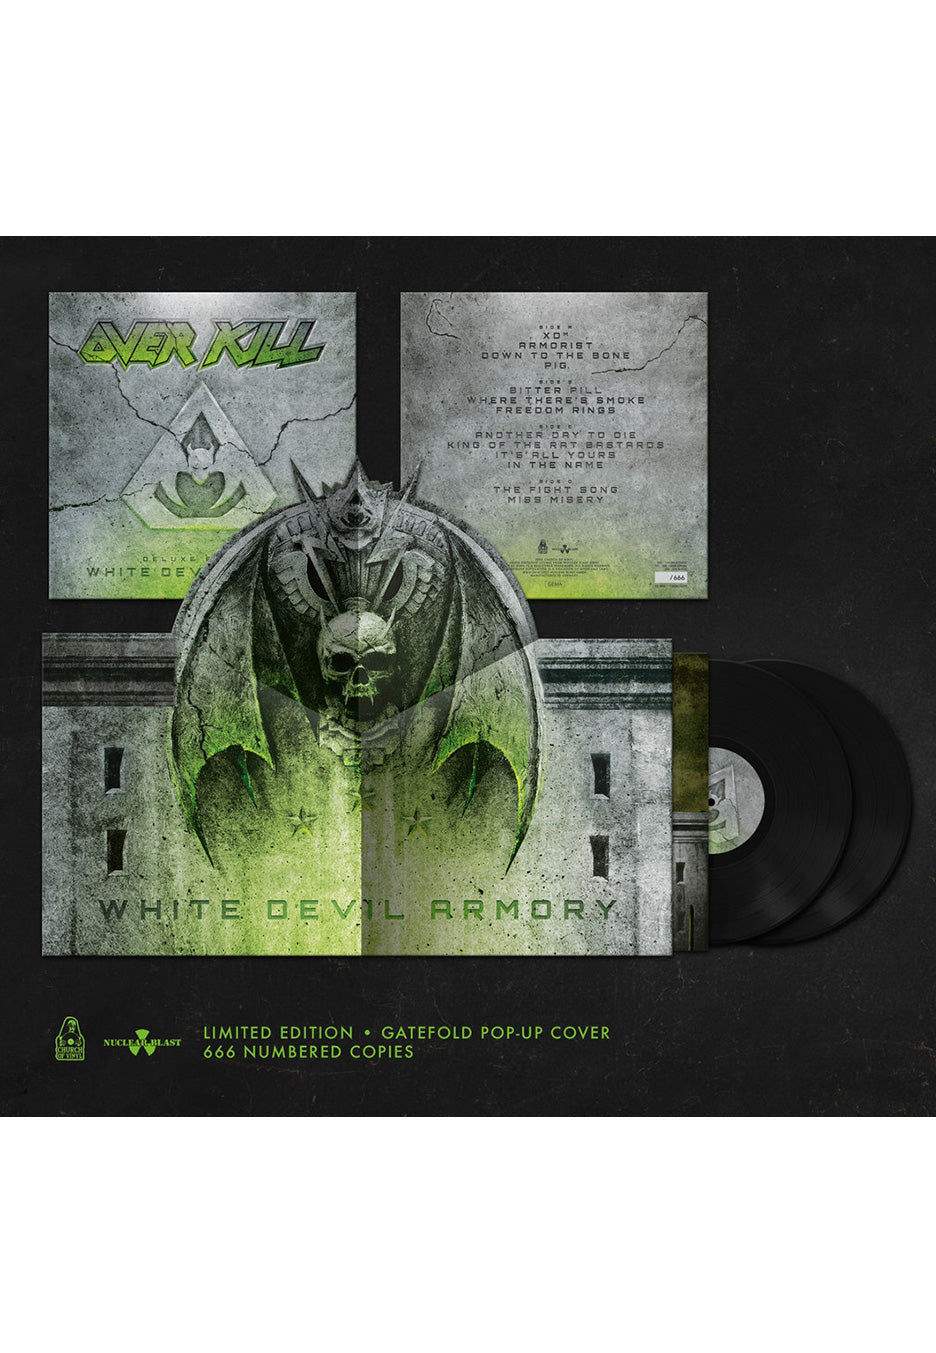 OVER KILL
DELUXE
WHITE DEV
SIDE A
XDM
ARMORIST
DOWN TO THE BONE
PIG
SIDE B
BITTER PILL
WHERE THERE'S SMOKE
FREEDOM RINGS
SIDE C
ANOTHER DAY TO DIE
KING OF THE RAT BASTARDS
IT'S ALL YOURS
IN THE NAME
SIDE D
THE FIGHT SONG
MISS MISERY
GEMA
/666
WHITE DEVIL ARMORY
CHURCH
OF VINYL
NUCLEAR BLAST
LIMITED EDITION • GATEFOLD POP-UP COVER
666 NUMBERED COPIES